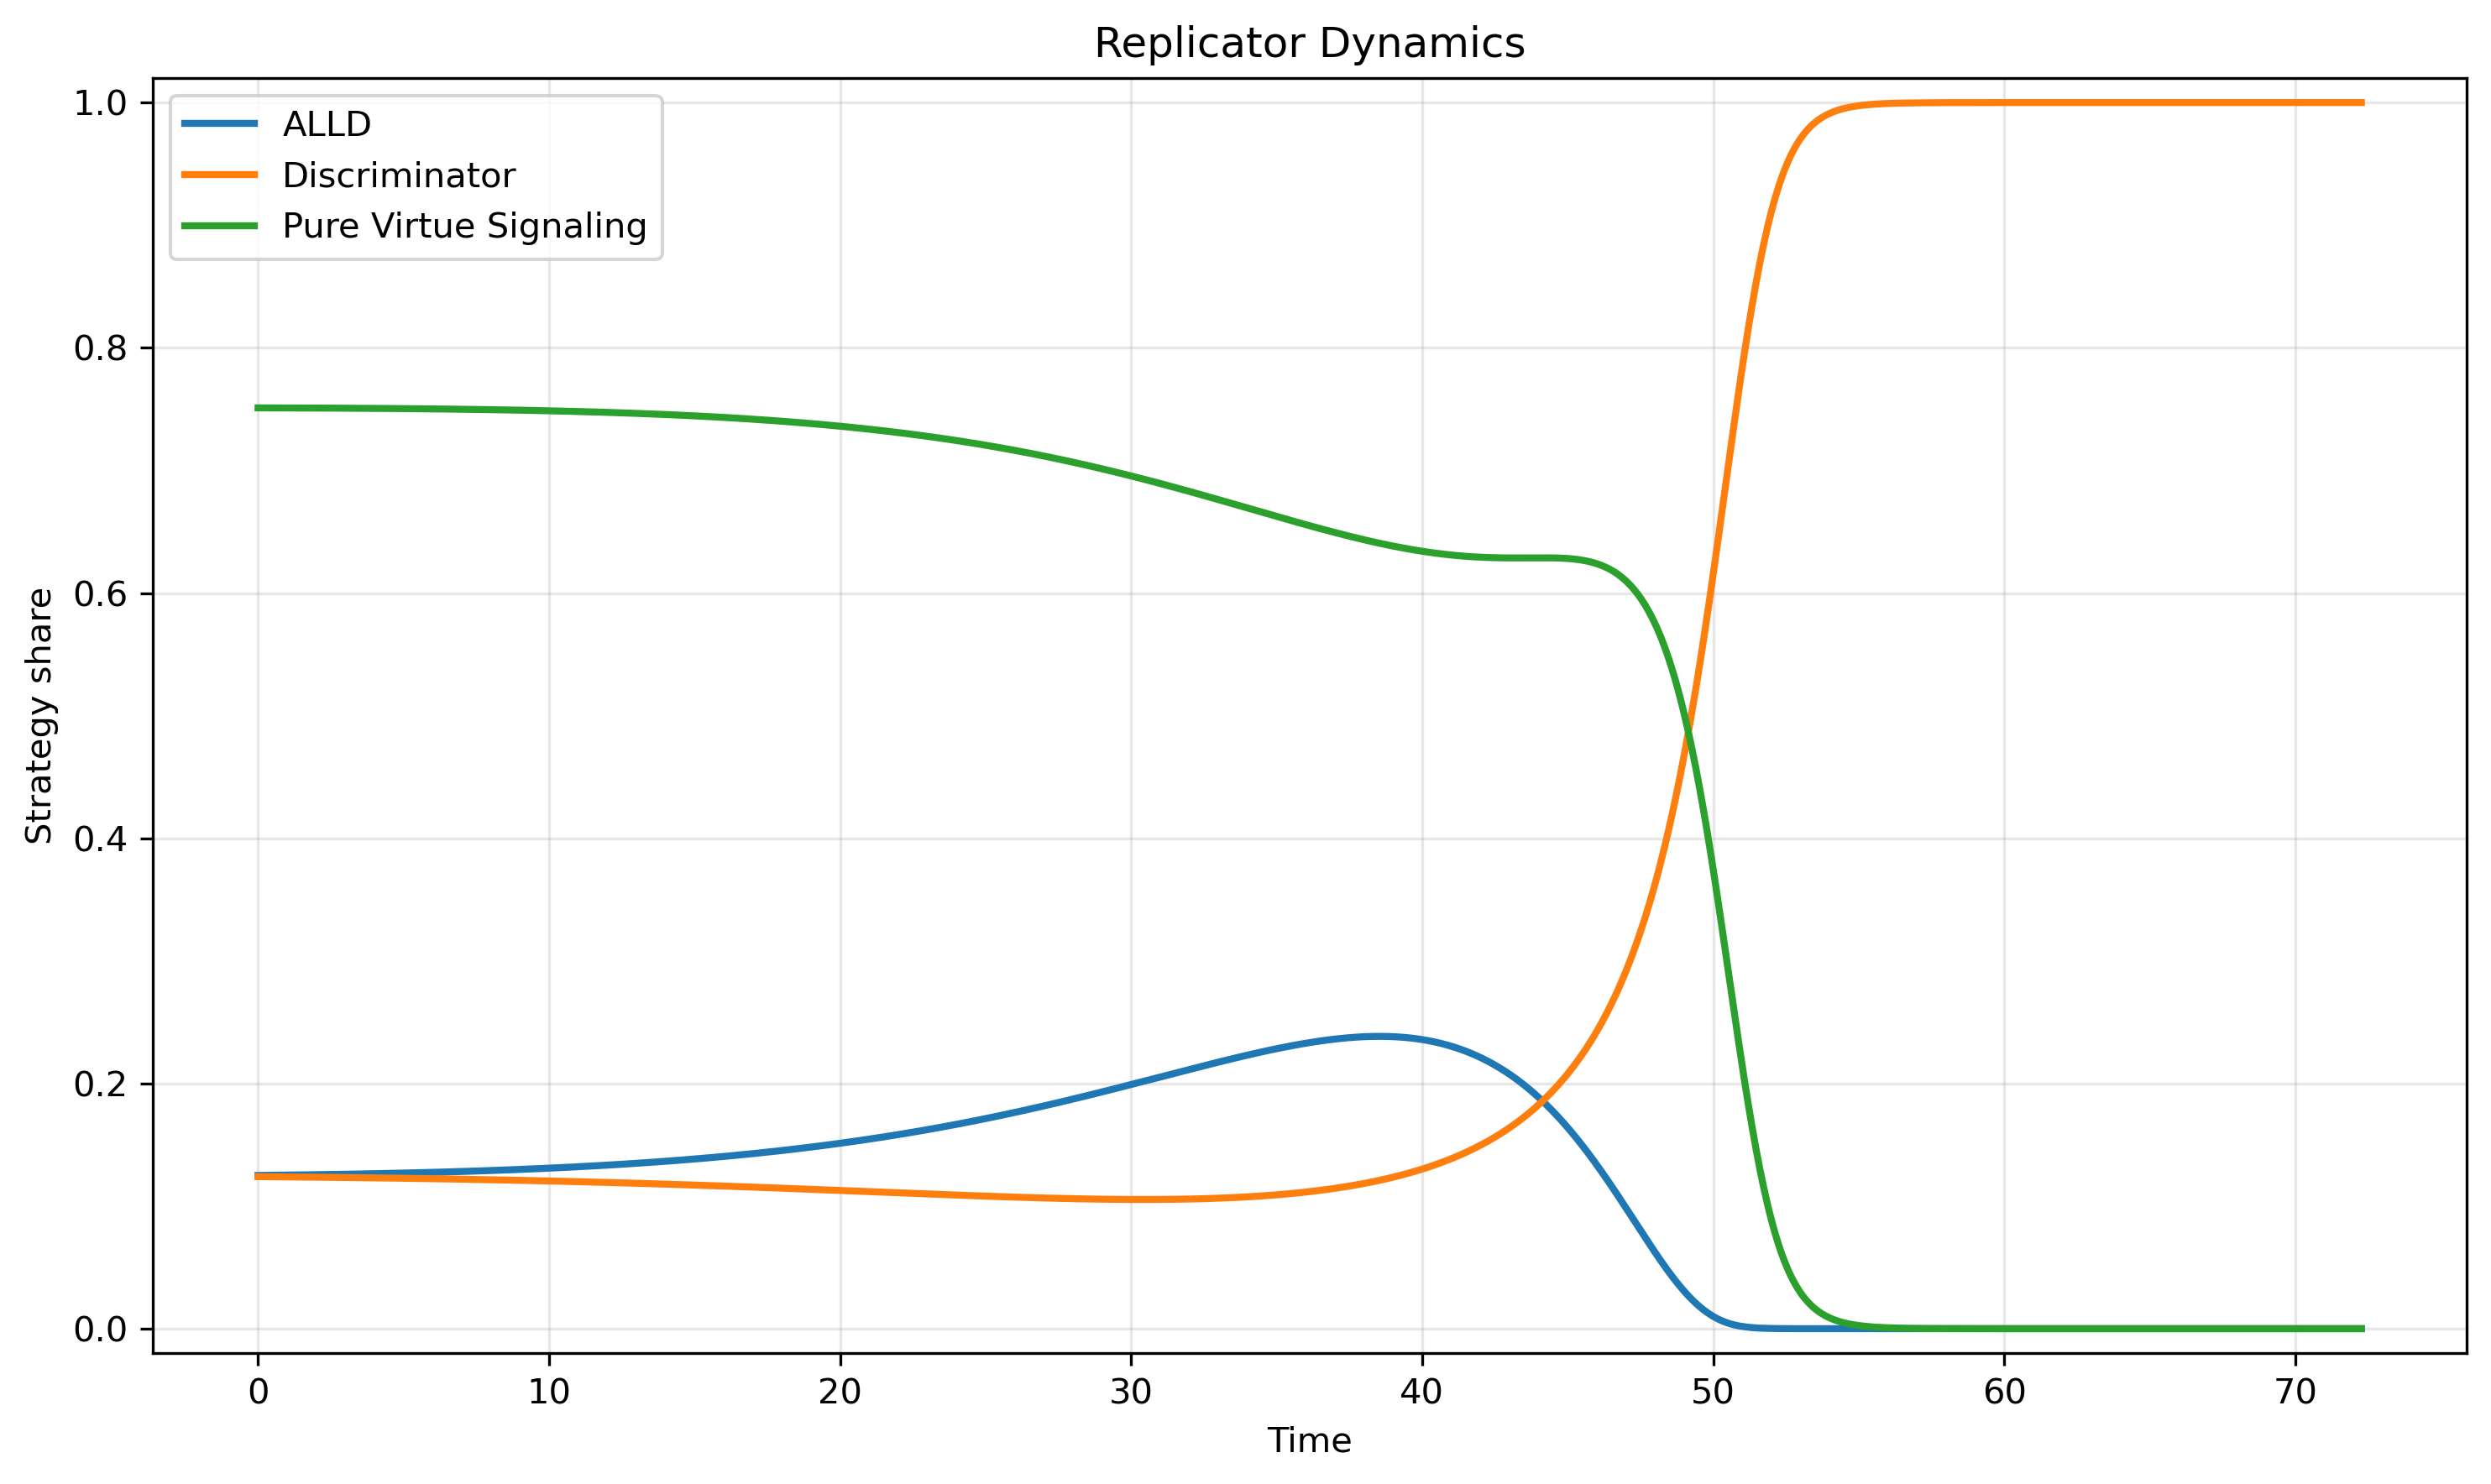 Replicator Dynamics
ALLD
Discriminator
Pure Virtue Signaling
Strategy share
1.0
0.8
0.6
0.4
0.2
0.0
0 10 20 30 40 50 60 70
Time